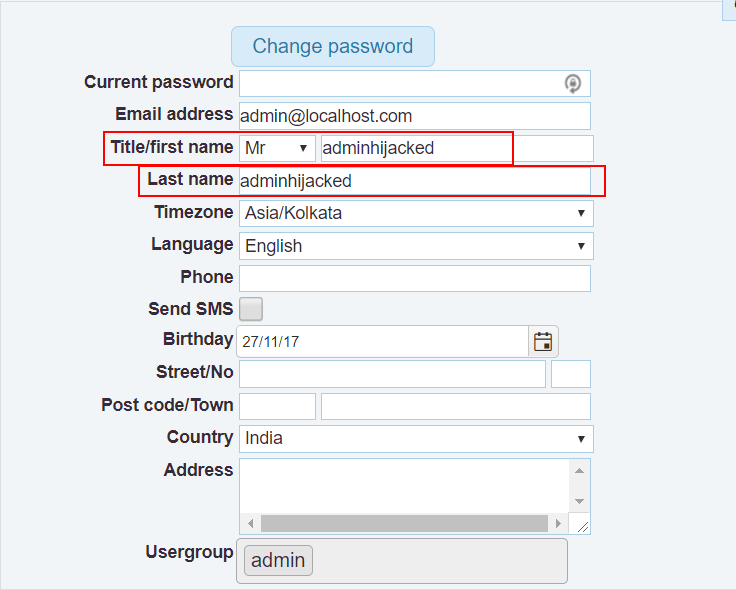 Change password
Current password
Email address admin@localhost.com
Title/first name Mr adminhijacked
Last name adminhijacked
Timezone Asia/Kolkata
Language English
Phone
Send SMS
Birthday 27/11/17
Street/No
Post code/Town
Country India
Address
Usergroup admin